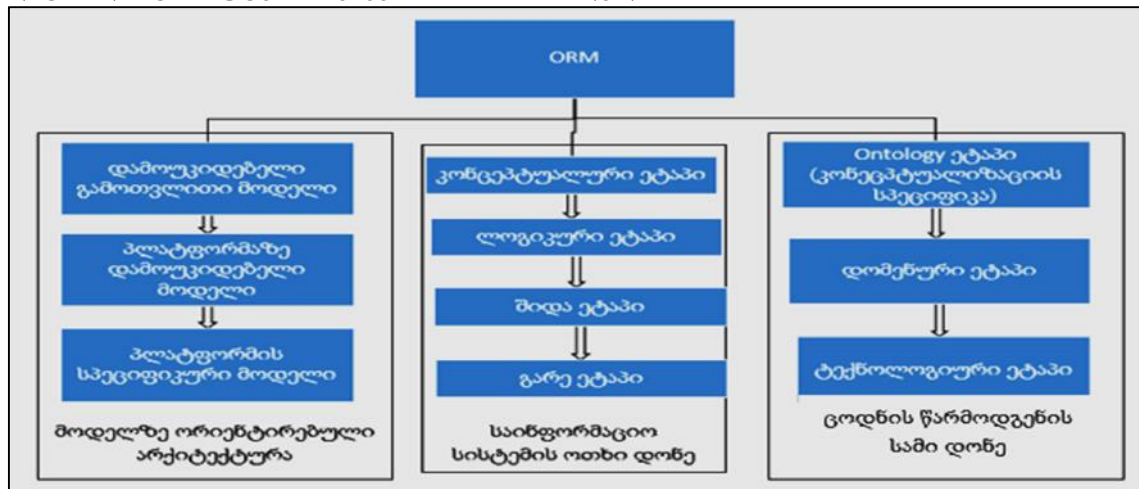 ORM
დამოუკიდებელი
გამოთვლითი მოდელი
პლატფორმაზე
დამოუკიდებელი
მოდელი
პლატფორმის
სპეციფიკური მოდელი
მოდელზე ორიენტირებული
არქიტექტურა
კონცეპტუალური ეტაპი
ლოგიკური ეტაპი
შიდა ეტაპი
გარე ეტაპი
საინფორმაციო
სისტემის ოთხი დონე
Ontology ეტაპი
(კონეცპტუალიზაციის
სპეციფიკა)
დომენური ეტაპი
ტექნოლოგიური ეტაპი
ცოდნის წარმოდგენის
სამი დონე